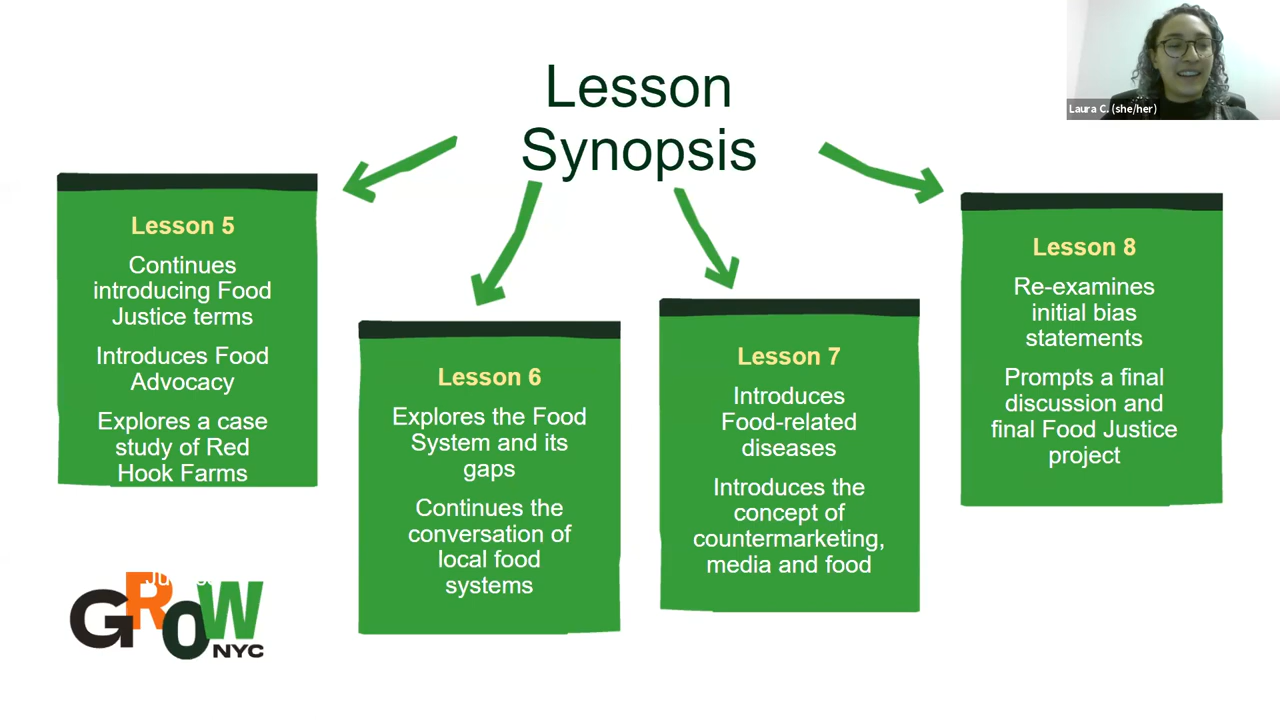 Lesson
Synopsis
Laura C. (she/her)
Lesson 5
Continues
introducing Food
Justice terms
Introduces Food
Advocacy
Explores a case
study of Red
Hook Farms
Lesson 6
Explores the Food
System and its
gaps
Continues the
conversation of
local food
systems
Lesson 7
Introduces
Food-related
diseases
Introduces the
concept of
countermarketing,
media and food
Lesson 8
Re-examines
initial bias
statements
Prompts a final
discussion and
final Food Justice
project
GROW
NYC